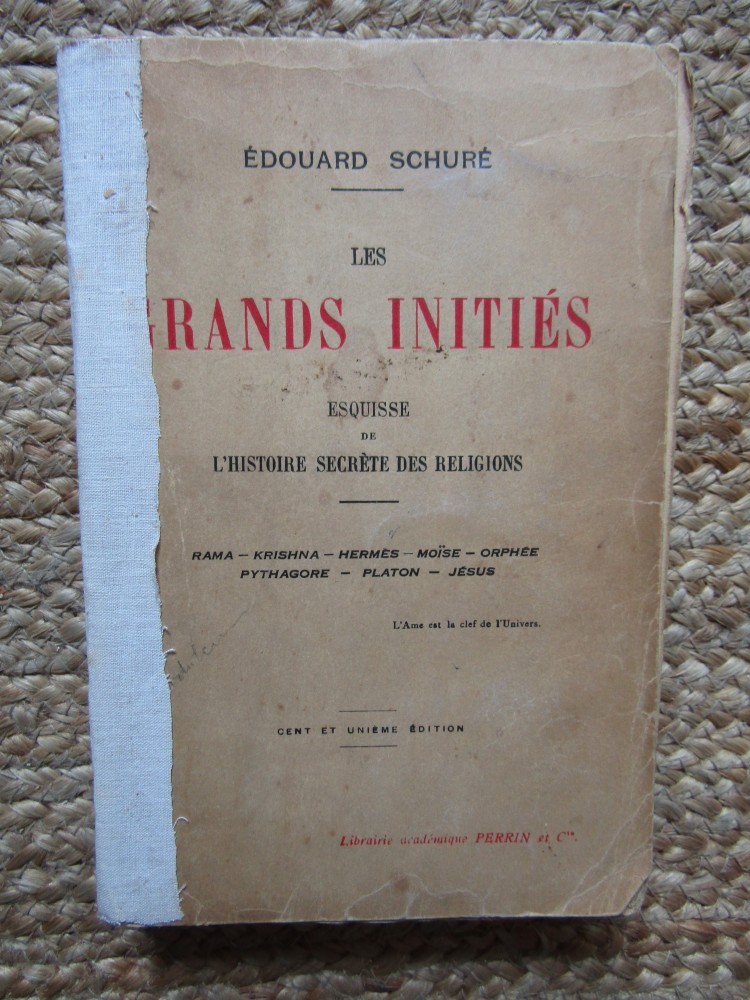 ÉDOUARD SCHURÉ
LES
GRANDS INITIÉS
ESQUISSE
DE
L'HISTOIRE SECRÈTE DES RELIGIONS
RAMA — KRISHNA — HERMÈS — MOÏSE — ORPHÉE
PYTHAGORE — PLATON — JÉSUS
L'Ame est la clef de l'Univers.
CENT ET UNIÈME ÉDITION
Librairie académique PERRIN et Cie.